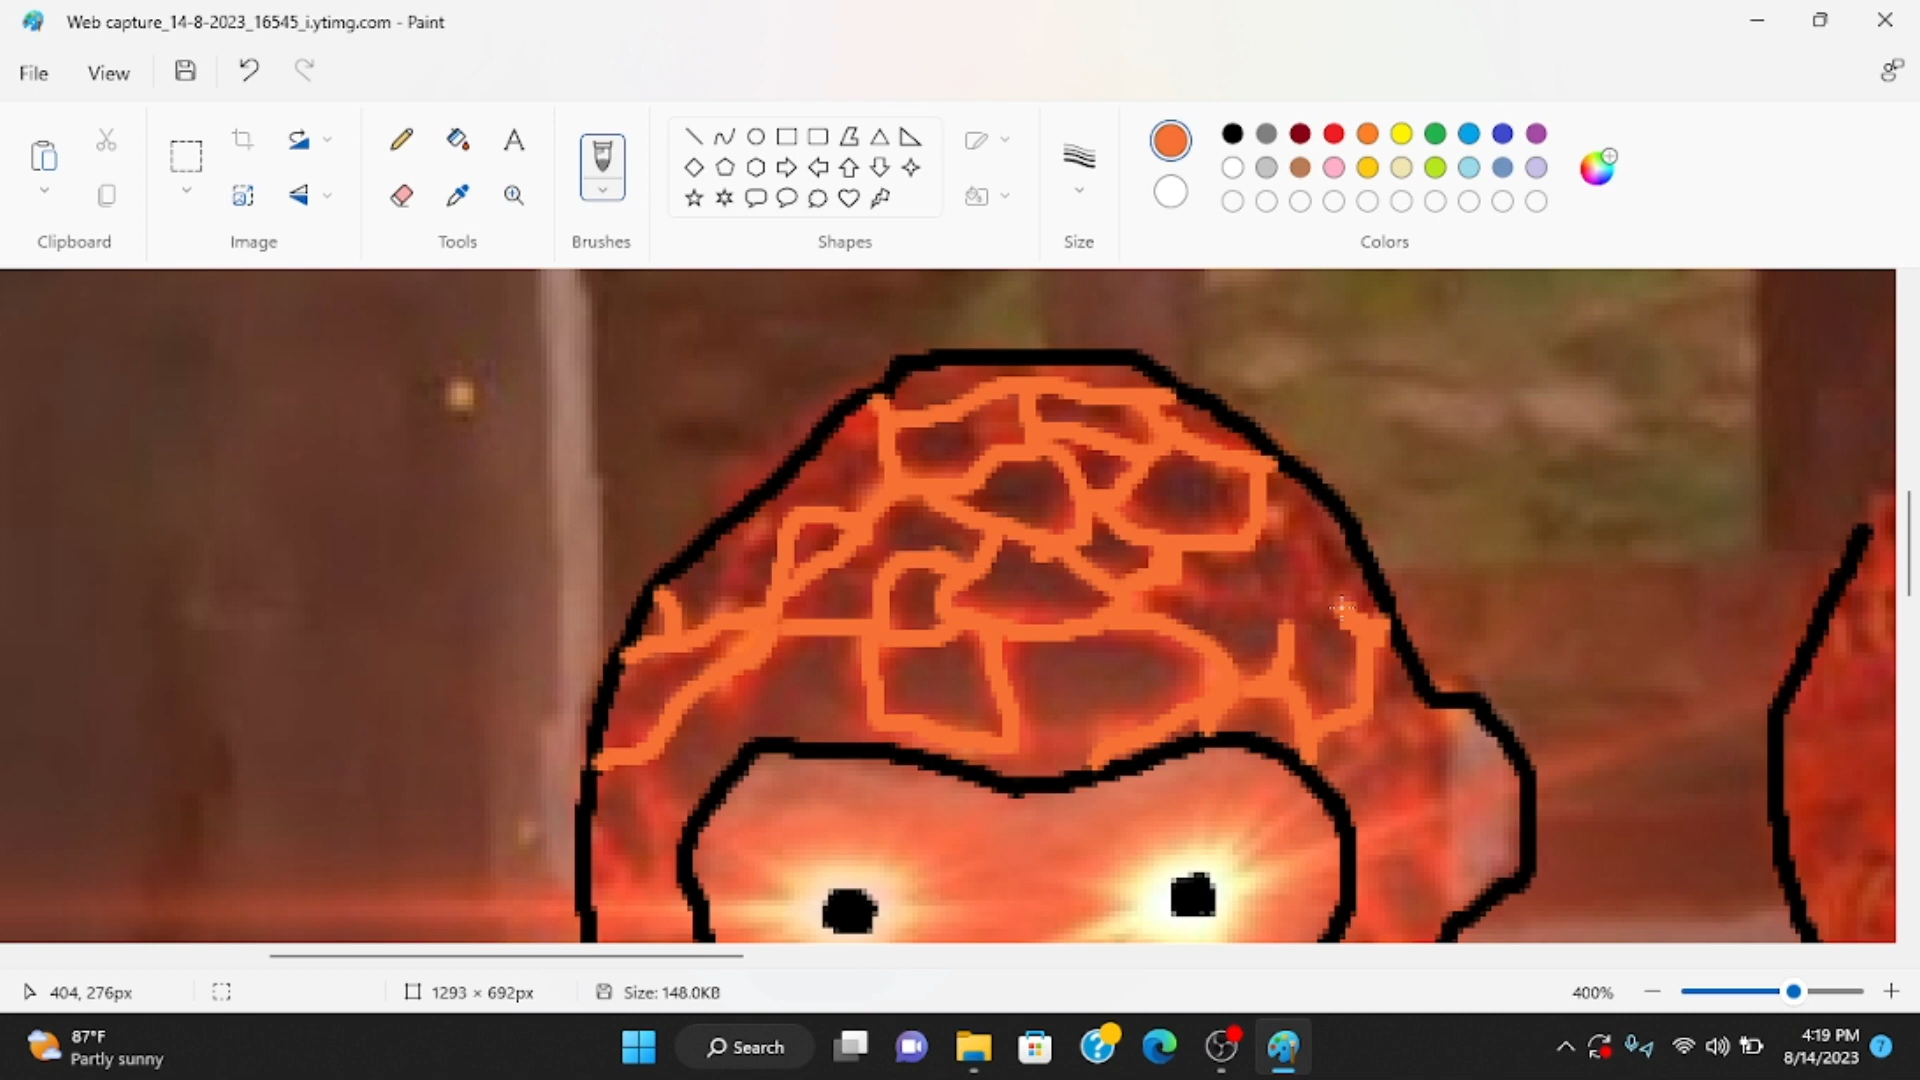 Web capture_14-8-2023_16545_i.ytimg.com - Paint
File View
A
Clipboard Image Tools Brushes Shapes Size Colors
404, 276px 1293 × 692px Size: 148.0KB 400%
87°F
Partly sunny
Search
4:19 PM
8/14/2023
7